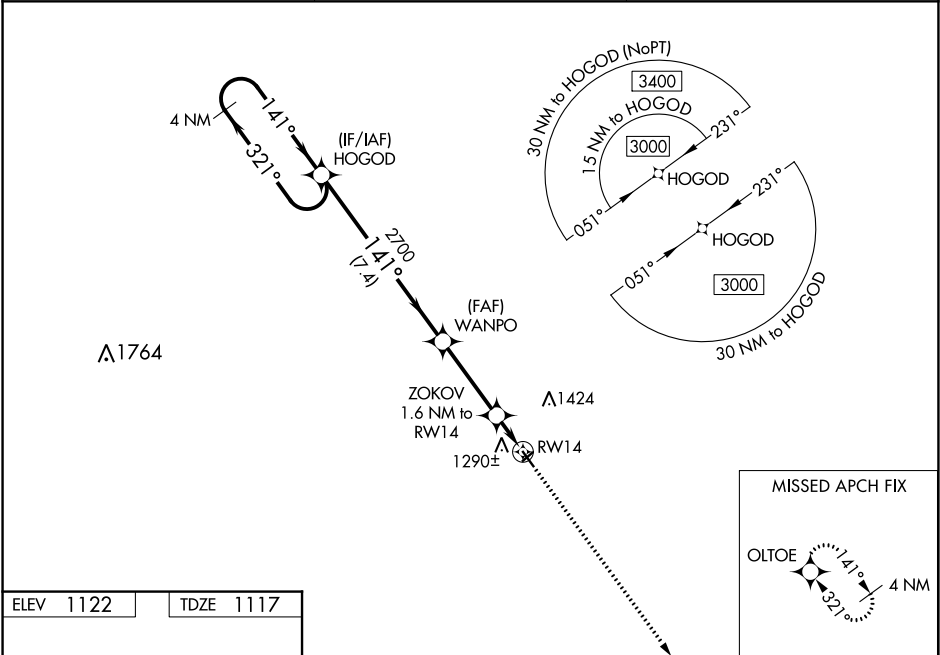 4 NM
141°
321°
(IF/IAF)
HOGOD
2700
141°
(7.4)
(FAF)
WANPO
ZOKOV
1.6 NM to
RW14
1764
1424
1290±
RW14
30 NM to HOGOD (NoPT)
3400
15 NM to HOGOD
3000
231°
HOGOD
051°
231°
HOGOD
051°
3000
30 NM to HOGOD
MISSED APCH FIX
OLTOE
141°
321°
4 NM
ELEV 1122
TDZE 1117